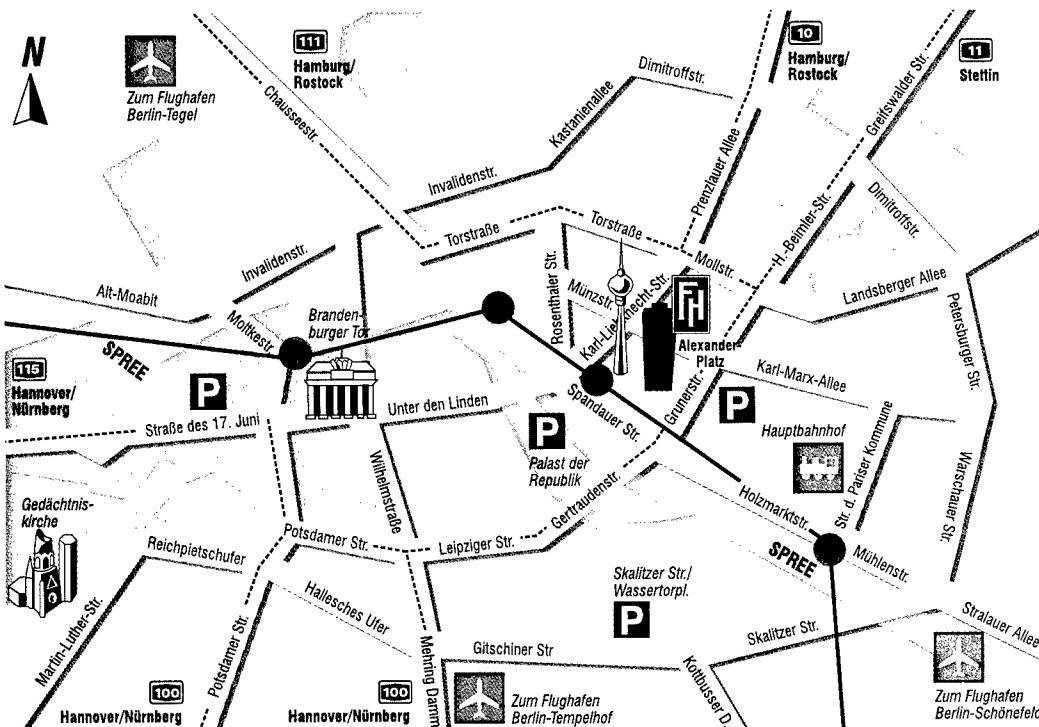 N
Zum Flughafen
Berlin-Tegel
111
Hamburg/
Rostock
10
Hamburg/
Rostock
11
Stettin
Chausseestr.
Dimitroffstr.
Kastanienallee
Greifswalder Str.
Prenzlauer Allee
Invalidenstr.
Dimitroffstr.
Torstraße
Torstraße
H.-Beimler-Str.
Invalidenstr.
Mollstr.
Rosenthaler Str.
Münzstr.
Karl-Liebknecht-Str.
FH
Landsberger Allee
Petersburger Str.
Alt-Moabit
Moltkestr.
Branden-
burger Tor
SPREE
115
Hannover/
Nürnberg
P
Alexander
Platz
Karl-Marx-Allee
Grunerstr.
P
Spandauer Str.
Unter den Linden
Straße des 17. Juni
P
Palast der
Republik
Hauptbahnhof
Str. d. Pariser Kommune
Warschauer Str.
Wilhelmstraße
Gertraudenstr.
Holzmarktstr.
Gedächtnis-
kirche
Reichpietschufer
Potsdamer Str.
Leipziger Str.
SPREE
Mühlenstr.
Skalitzer Str./
Wassertorpl.
P
Hallesches Ufer
Martin-Luther-Str.
Potsdamer Str.
Mehring Damm
Gitschiner Str
Skalitzer Str.
Stralauer Allee
Kottbusser D.
100
Hannover/Nürnberg
100
Hannover/Nürnberg
Zum Flughafen
Berlin-Tempelhof
Zum Flughafen
Berlin-Schönefeld